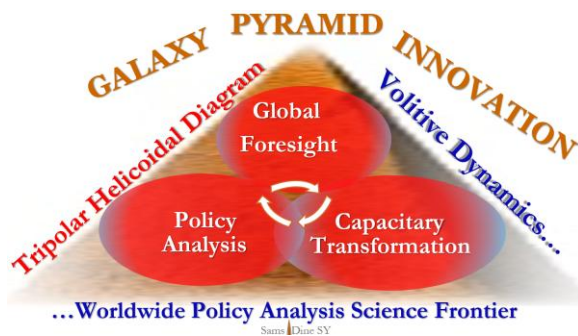 GALAXY PYRAMID INNOVATION
Tripolar Helicoidal Diagram
Volitive Dynamics...
Global
Foresight
Policy
Analysis
Capacitary
Transformation
...Worldwide Policy Analysis Science Frontier
Sams Dine SY